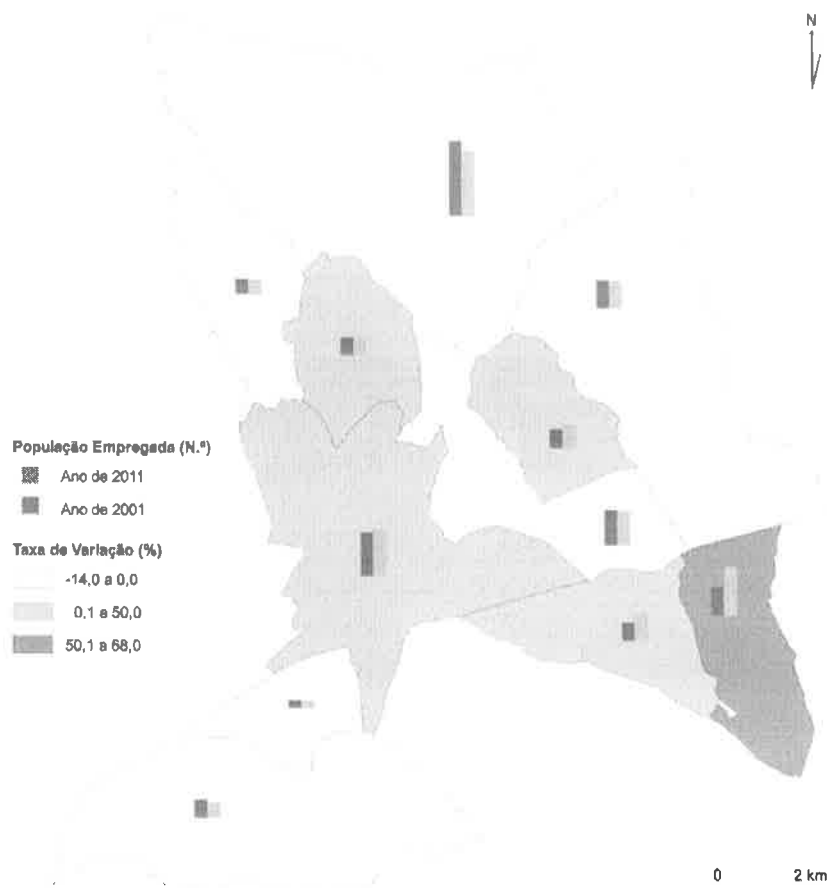 N
População Empregada (N.º)
Ano de 2011
Ano de 2001
Taxa de Variação (%)
-14,0 a 0,0
0,1 a 50,0
50,1 a 68,0
0 2 km